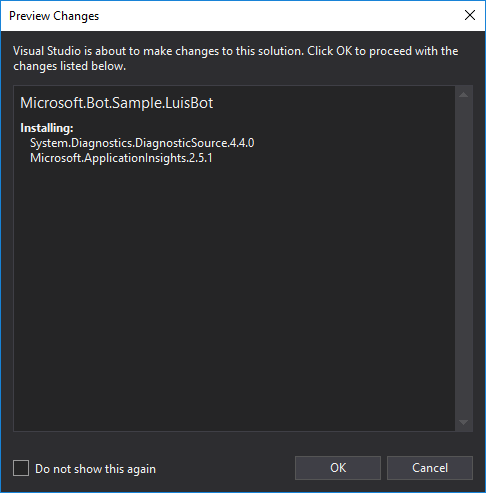 Preview Changes
Visual Studio is about to make changes to this solution. Click OK to proceed with the
changes listed below.
Microsoft.Bot.Sample.LuisBot
Installing:
System.Diagnostics.DiagnosticSource.4.4.0
Microsoft.ApplicationInsights.2.5.1
Do not show this again
OK
Cancel